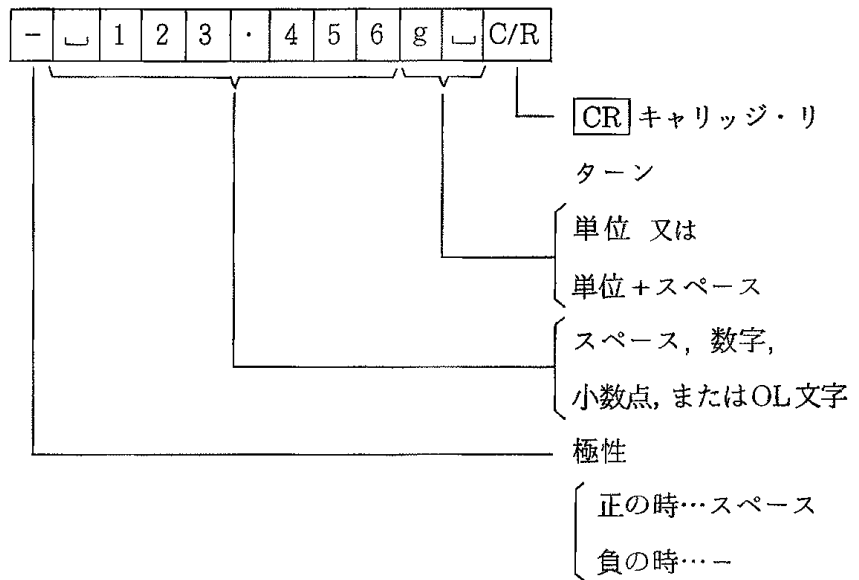 - ␣ 1 2 3 · 4 5 6 g ␣ C/R
CR キャリッジ・リ
ターン
単位 又は
単位+スペース
スペース, 数字,
小数点, またはOL文字
極性
正の時…スペース
負の時…-